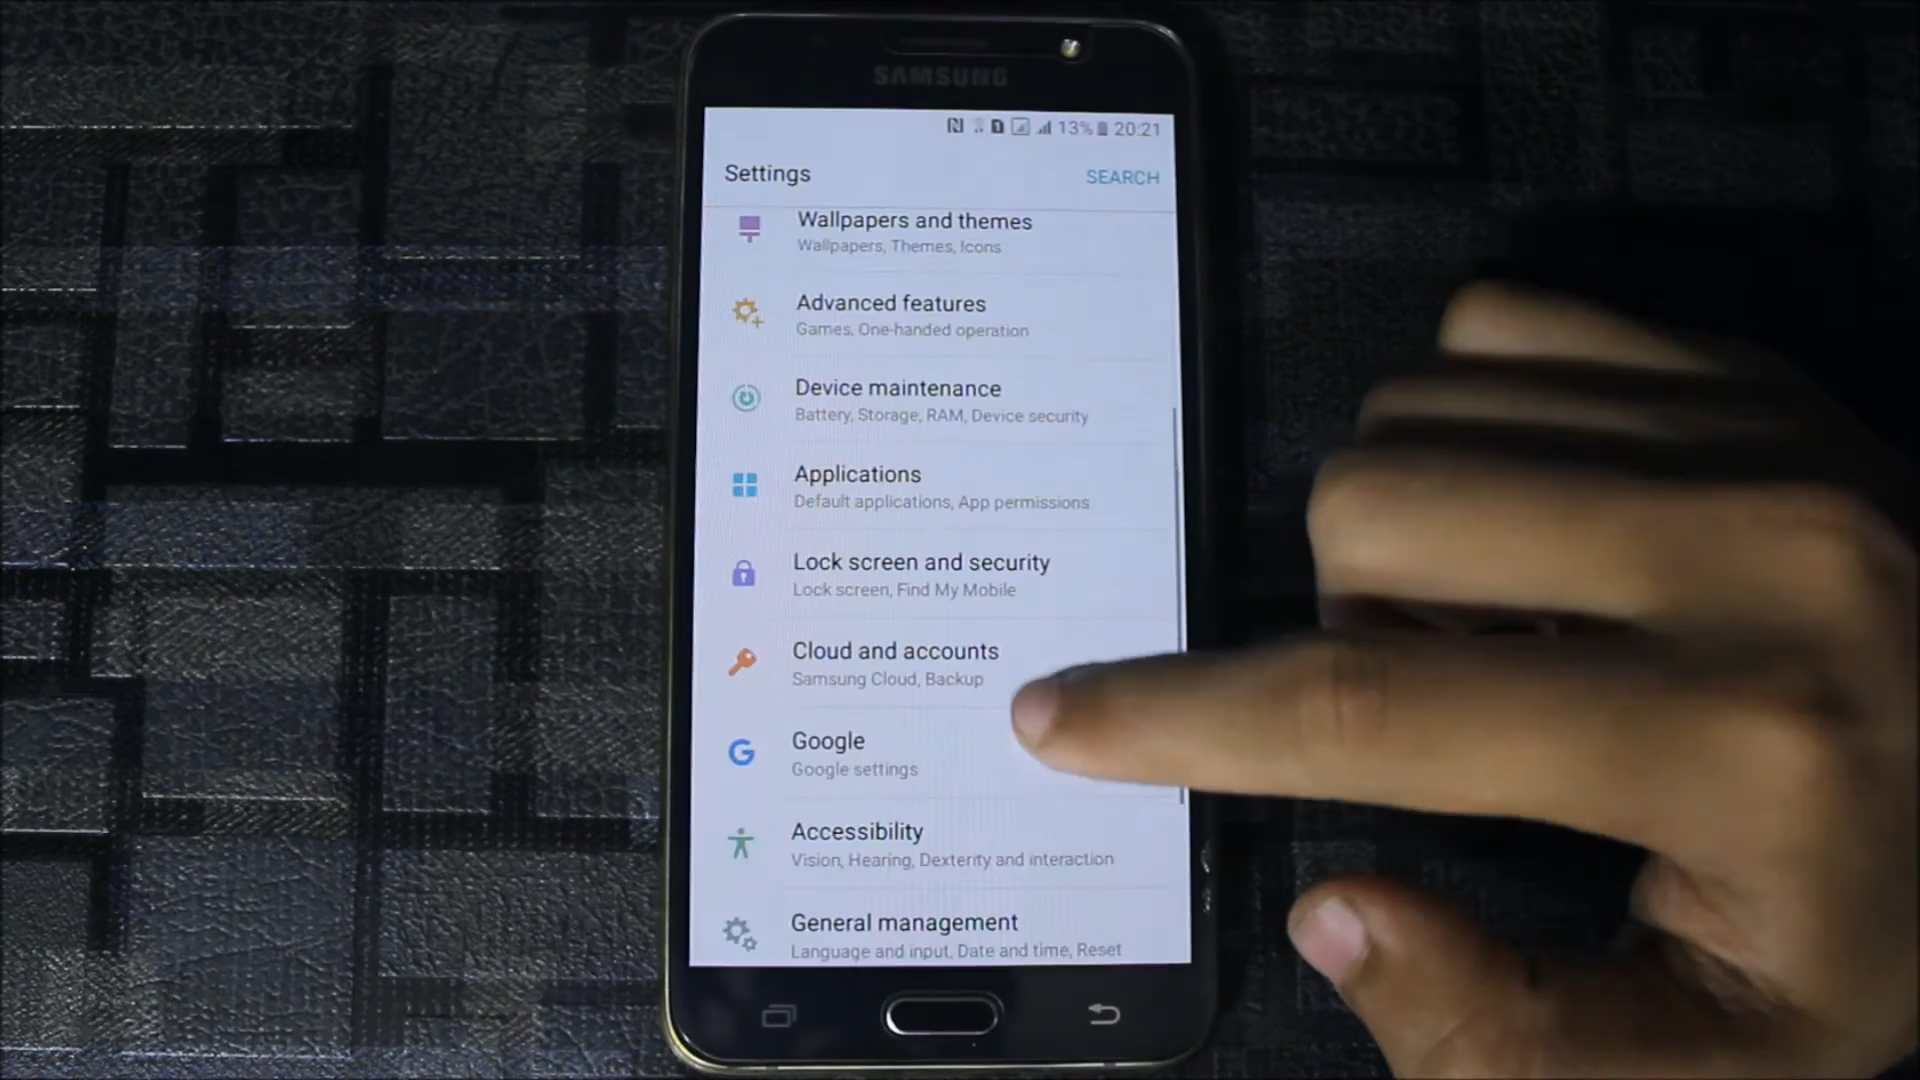 SAMSUNG
13% 20:21
Settings
SEARCH
Wallpapers and themes
Wallpapers, Themes, Icons
Advanced features
Games, One-handed operation
Device maintenance
Battery, Storage, RAM, Device security
Applications
Default applications, App permissions
Lock screen and security
Lock screen, Find My Mobile
Cloud and accounts
Samsung Cloud, Backup
Google
Google settings
Accessibility
Vision, Hearing, Dexterity and interaction
General management
Language and input, Date and time, Reset